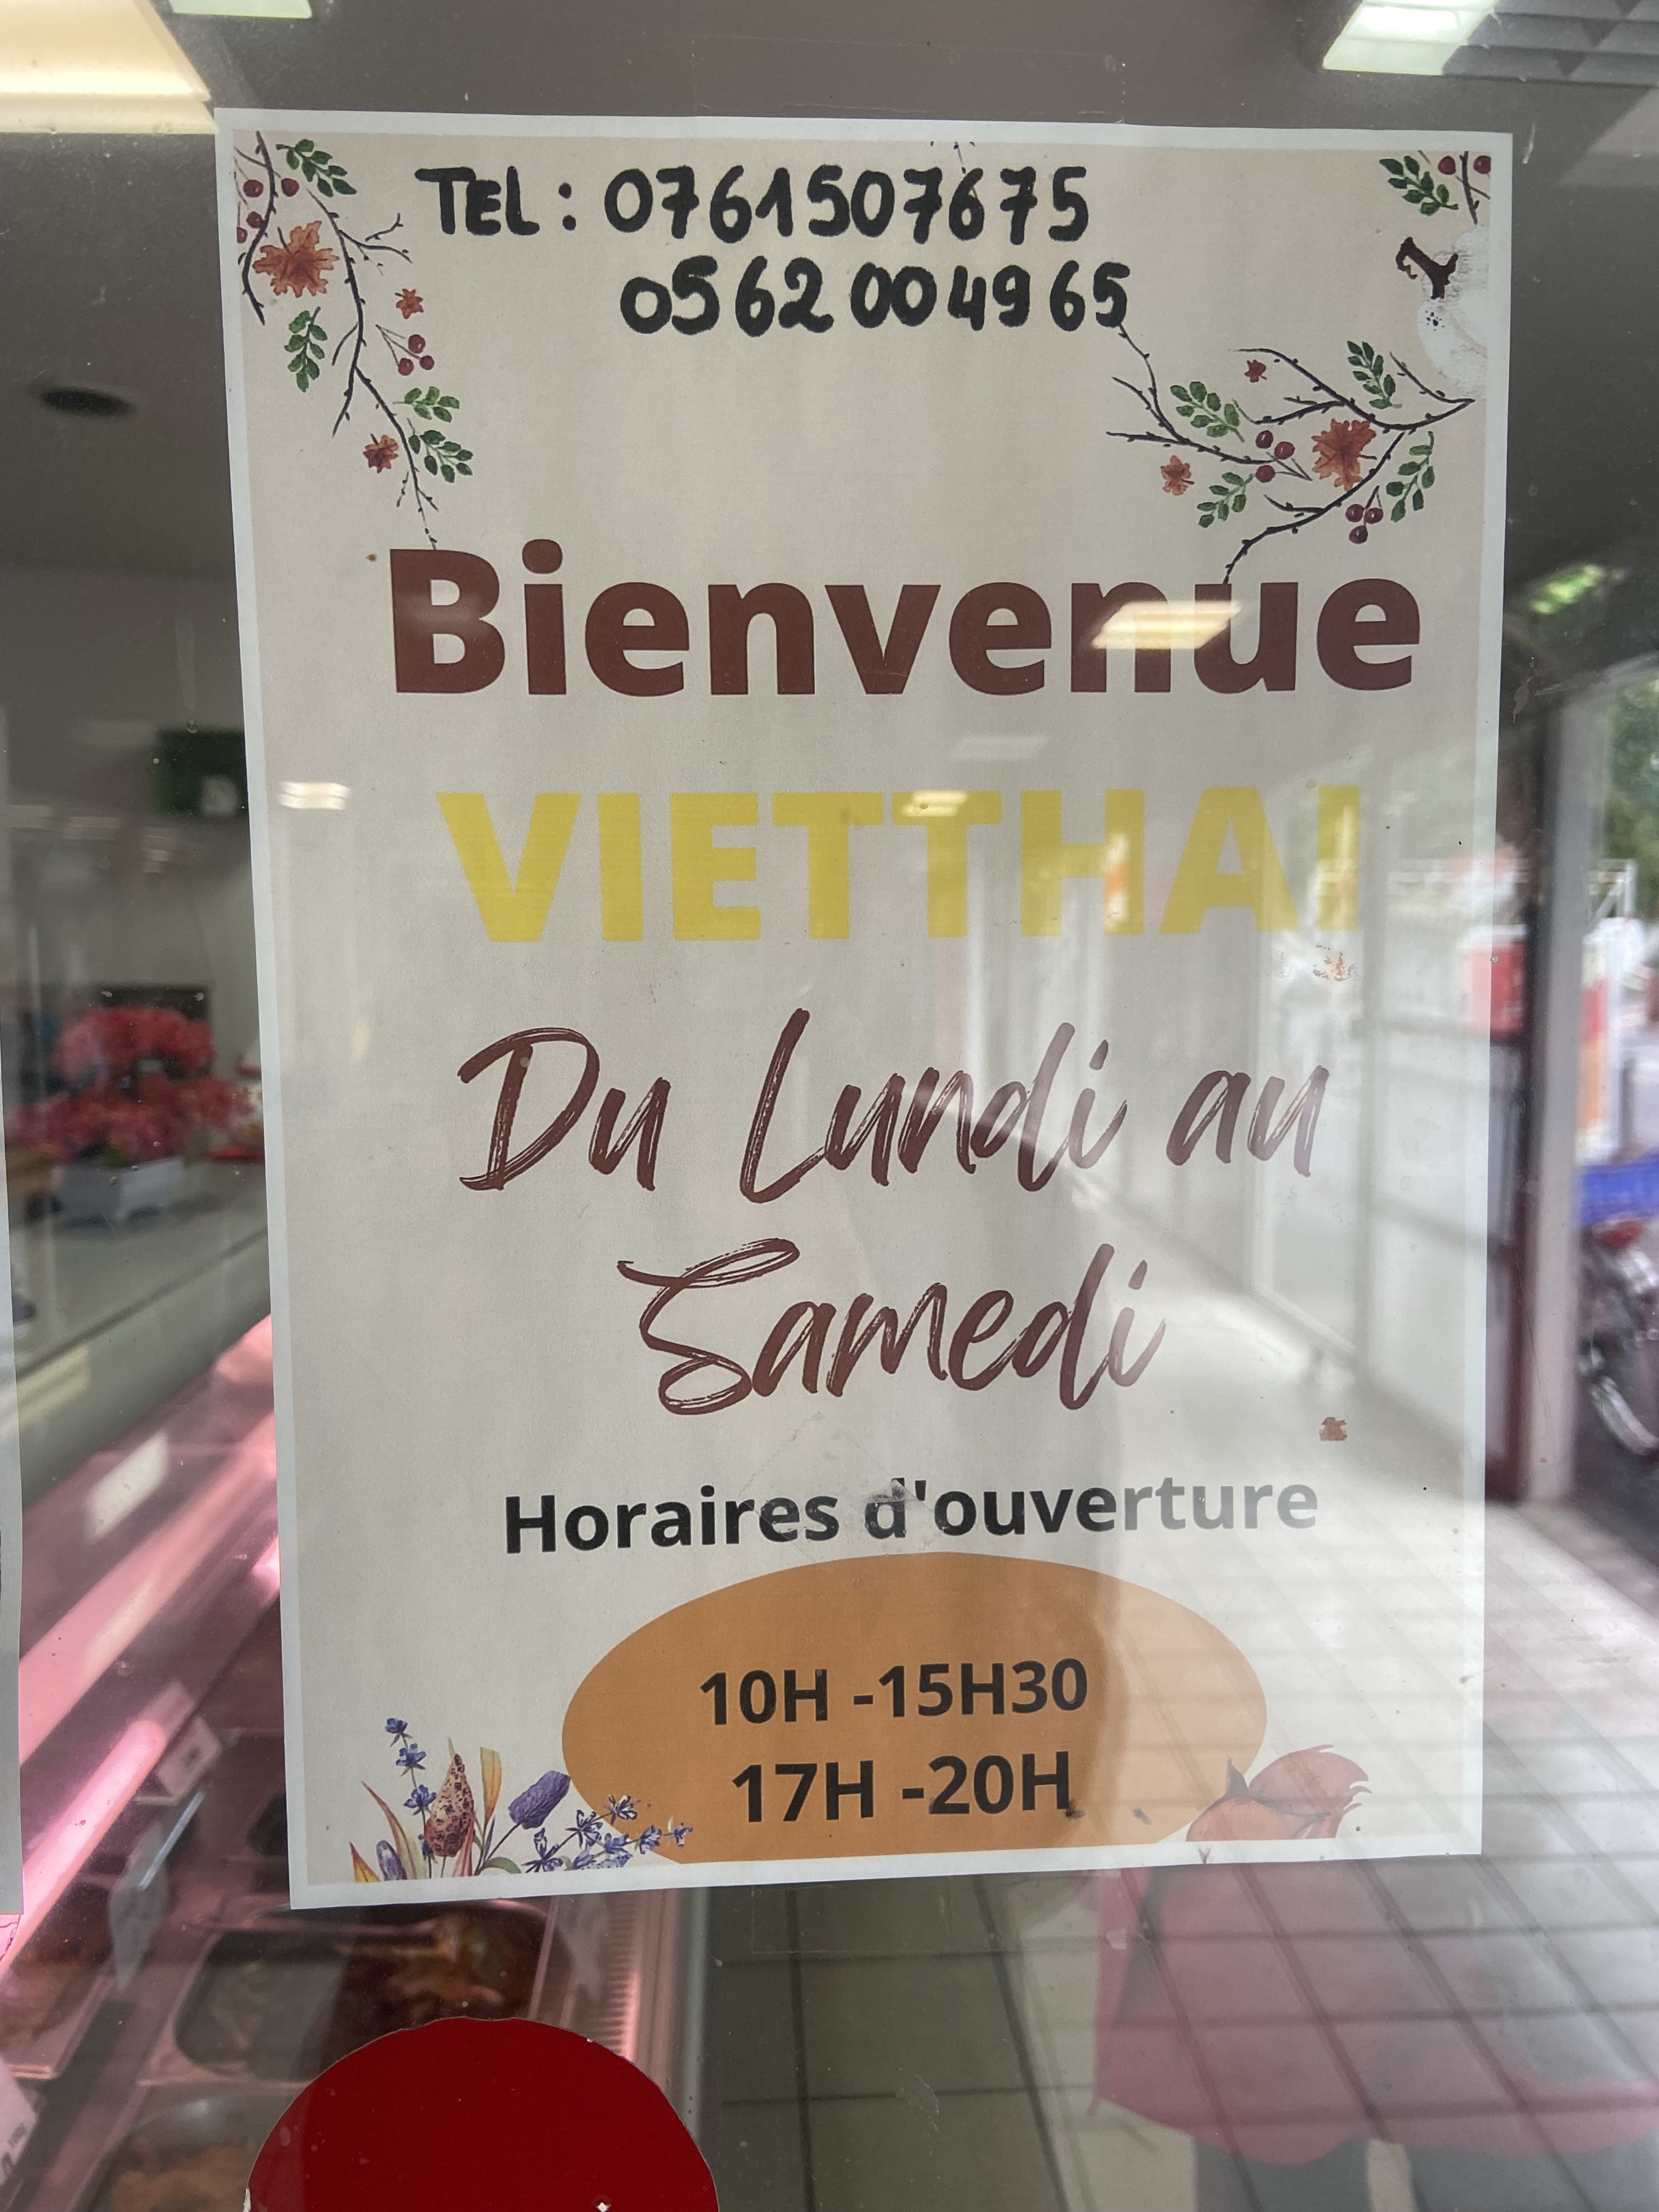 TEL : 0761507675
0562004965
Bienvenue
VIETTHAI
Du Lundi au
Samedi
Horaires d'ouverture
10H -15H30
17H -20H